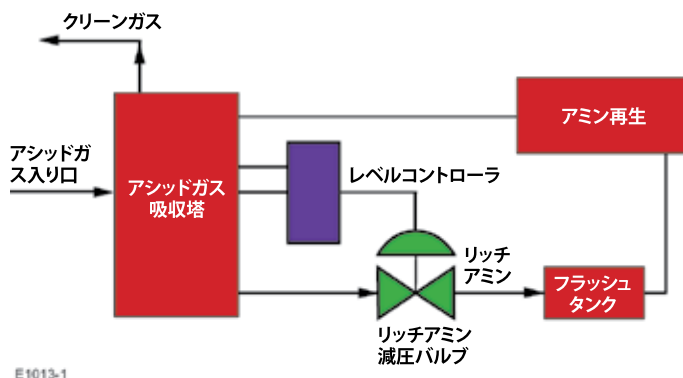 クリーンガス
アシッドガ
ス入り口
アシッドガス
吸収塔
レベルコントローラ
アミン再生
リッチ
アミン
フラッシュ
タンク
リッチアミン
減圧バルブ
E1013-1